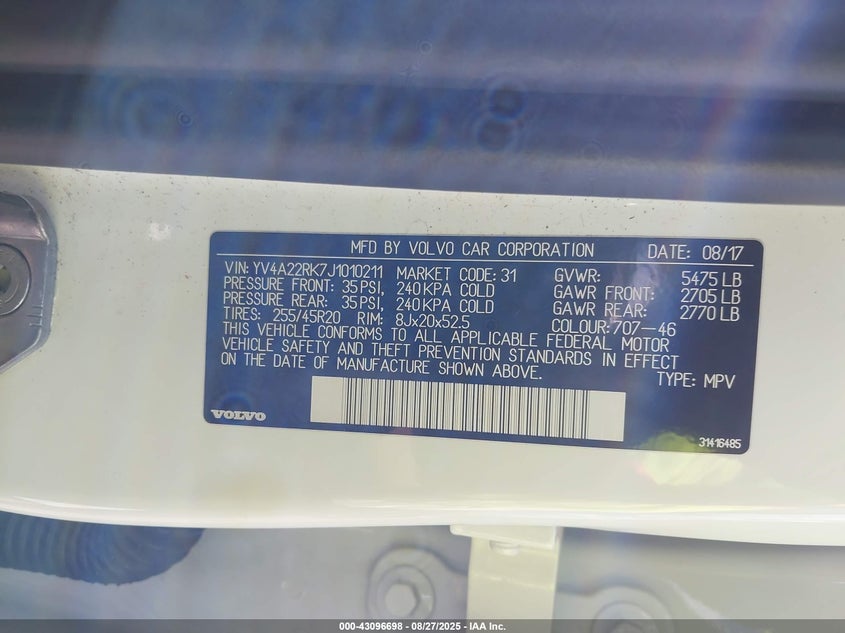 MFD BY VOLVO CAR CORPORATION DATE: 08/17
VIN: YV4A22RK7J1010211 MARKET CODE: 31 GVWR: 5475 LB
PRESSURE FRONT: 35 PSI, 240 KPA COLD GAWR FRONT: 2705 LB
PRESSURE REAR: 35 PSI, 240 KPA COLD GAWR REAR: 2770 LB
TIRES: 255/45R20 RIM: 8Jx20x52.5 COLOUR: 707-46
THIS VEHICLE CONFORMS TO ALL APPLICABLE FEDERAL MOTOR
VEHICLE SAFETY AND THEFT PREVENTION STANDARDS IN EFFECT
ON THE DATE OF MANUFACTURE SHOWN ABOVE. TYPE: MPV
VOLVO 31416485
000-43096698 - 08/27/2025 - IAA Inc.